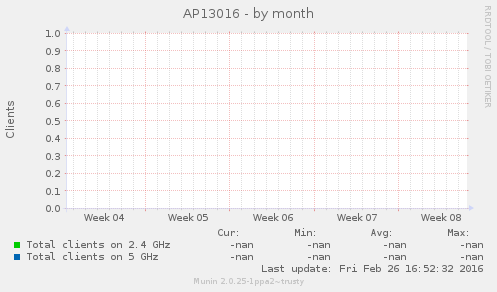 AP13016 - by month
RRDTOOL / TOBI OETIKER
Clients
1.0
0.9
0.8
0.7
0.6
0.5
0.4
0.3
0.2
0.1
0.0
Week 04 Week 05 Week 06 Week 07 Week 08
Cur: Min: Avg: Max:
Total clients on 2.4 GHz -nan -nan -nan -nan
Total clients on 5 GHz -nan -nan -nan -nan
Last update: Fri Feb 26 16:52:32 2016
Munin 2.0.25-1ppa2~trusty